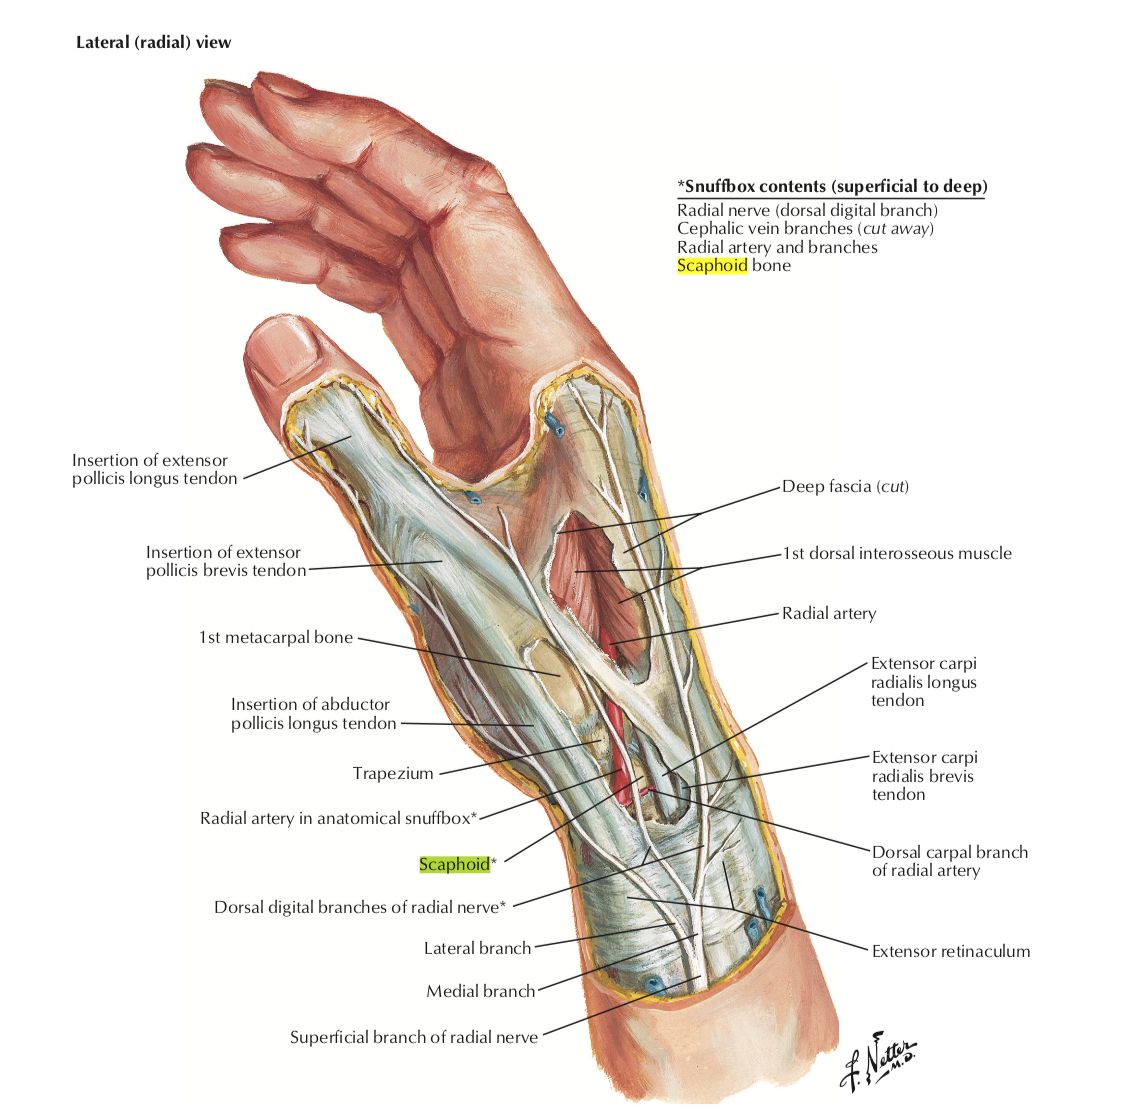 Lateral (radial) view
*Snuffbox contents (superficial to deep)
Radial nerve (dorsal digital branch)
Cephalic vein branches (cut away)
Radial artery and branches
Scaphoid bone
Insertion of extensor
pollicis longus tendon
Insertion of extensor
pollicis brevis tendon
1st metacarpal bone
Insertion of abductor
pollicis longus tendon
Trapezium
Radial artery in anatomical snuffbox*
Scaphoid*
Dorsal digital branches of radial nerve*
Lateral branch
Medial branch
Superficial branch of radial nerve
Deep fascia (cut)
1st dorsal interosseous muscle
Radial artery
Extensor carpi
radialis longus
tendon
Extensor carpi
radialis brevis
tendon
Dorsal carpal branch
of radial artery
Extensor retinaculum
F. Netter
M.D.